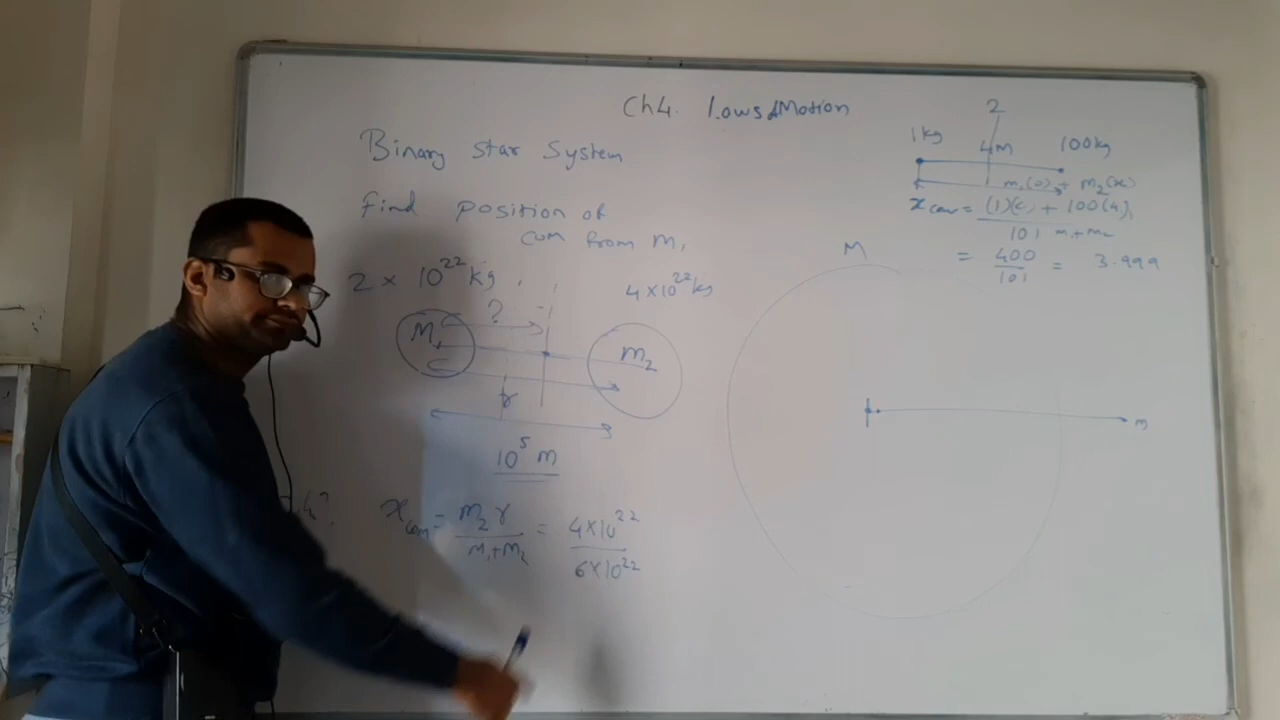 Ch4. Laws of Motion
Binary Star System
Find position of
com from m₁
2 × 10²² kg
4×10²² kg
M₁
?
m₂
r
10⁵ m
x com = m₂ r / m₁+m₂ = 4×10²² / 6×10²²
2
1kg
4M
100kg
m₁(0) + m₂(x)
x com = (1)(0) + 100(4)
101 m₁+m₂
= 400 / 101 = 3.999
M
m